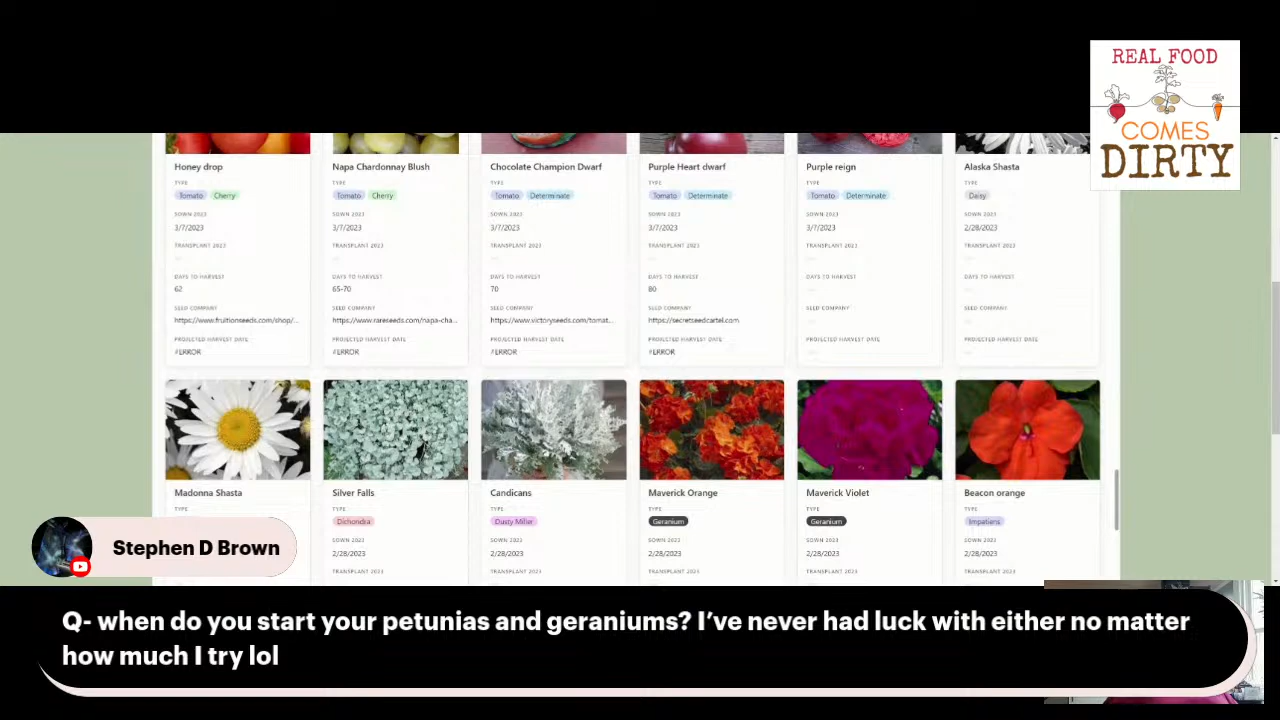 REAL FOOD
COMES
DIRTY
Honey drop
Napa Chardonnay Blush
Chocolate Champion Dwarf
Purple Heart dwarf
Purple reign
Alaska Shasta
TYPE
TYPE
TYPE
TYPE
TYPE
TYPE
Tomato Cherry
Tomato Cherry
Tomato Determinate
Tomato Determinate
Tomato Determinate
Daisy
SOWN 2023
SOWN 2023
SOWN 2023
SOWN 2023
SOWN 2023
SOWN 2023
3/7/2023
3/7/2023
3/7/2023
3/7/2023
3/7/2023
2/28/2023
TRANSPLANT 2023
TRANSPLANT 2023
TRANSPLANT 2023
TRANSPLANT 2023
TRANSPLANT 2023
TRANSPLANT 2023
DAYS TO HARVEST
DAYS TO HARVEST
DAYS TO HARVEST
DAYS TO HARVEST
DAYS TO HARVEST
DAYS TO HARVEST
62
65-70
70
80
SEED COMPANY
SEED COMPANY
SEED COMPANY
SEED COMPANY
SEED COMPANY
SEED COMPANY
https://www.fruitionseeds.com/shop/...
https://www.rareseeds.com/napa-cha...
https://www.victoryseeds.com/tomat...
https://secretseedcartel.com
PROJECTED HARVEST DATE
PROJECTED HARVEST DATE
PROJECTED HARVEST DATE
PROJECTED HARVEST DATE
PROJECTED HARVEST DATE
PROJECTED HARVEST DATE
#ERROR
#ERROR
#ERROR
#ERROR
Madonna Shasta
Silver Falls
Candicans
Maverick Orange
Maverick Violet
Beacon orange
TYPE
TYPE
TYPE
TYPE
TYPE
TYPE
Dichondra
Dusty Miller
Geranium
Geranium
Impatiens
SOWN 2023
SOWN 2023
SOWN 2023
SOWN 2023
SOWN 2023
2/28/2023
2/28/2023
2/28/2023
2/28/2023
2/28/2023
TRANSPLANT 2023
TRANSPLANT 2023
TRANSPLANT 2023
TRANSPLANT 2023
TRANSPLANT 2023
Stephen D Brown
Q- when do you start your petunias and geraniums? I've never had luck with either no matter
how much I try lol